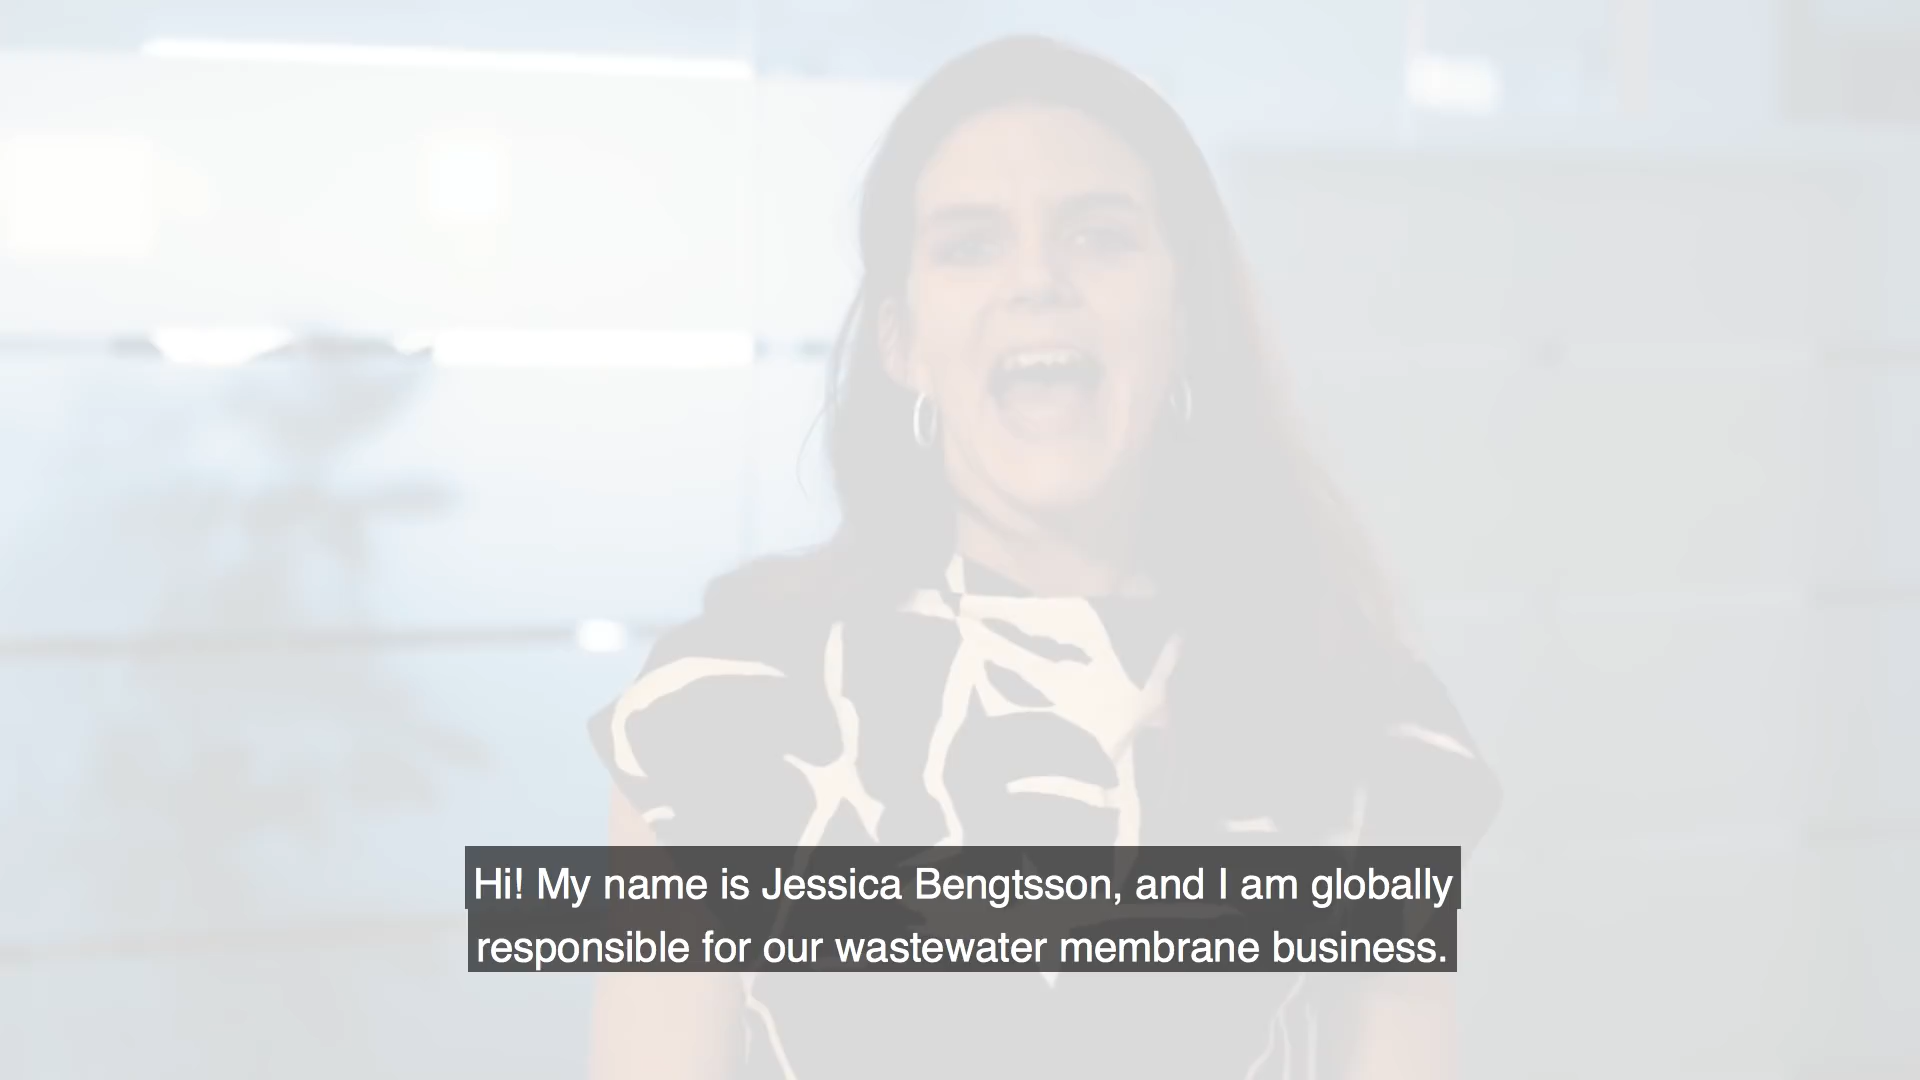 Hi! My name is Jessica Bengtsson, and I am globally
responsible for our wastewater membrane business.